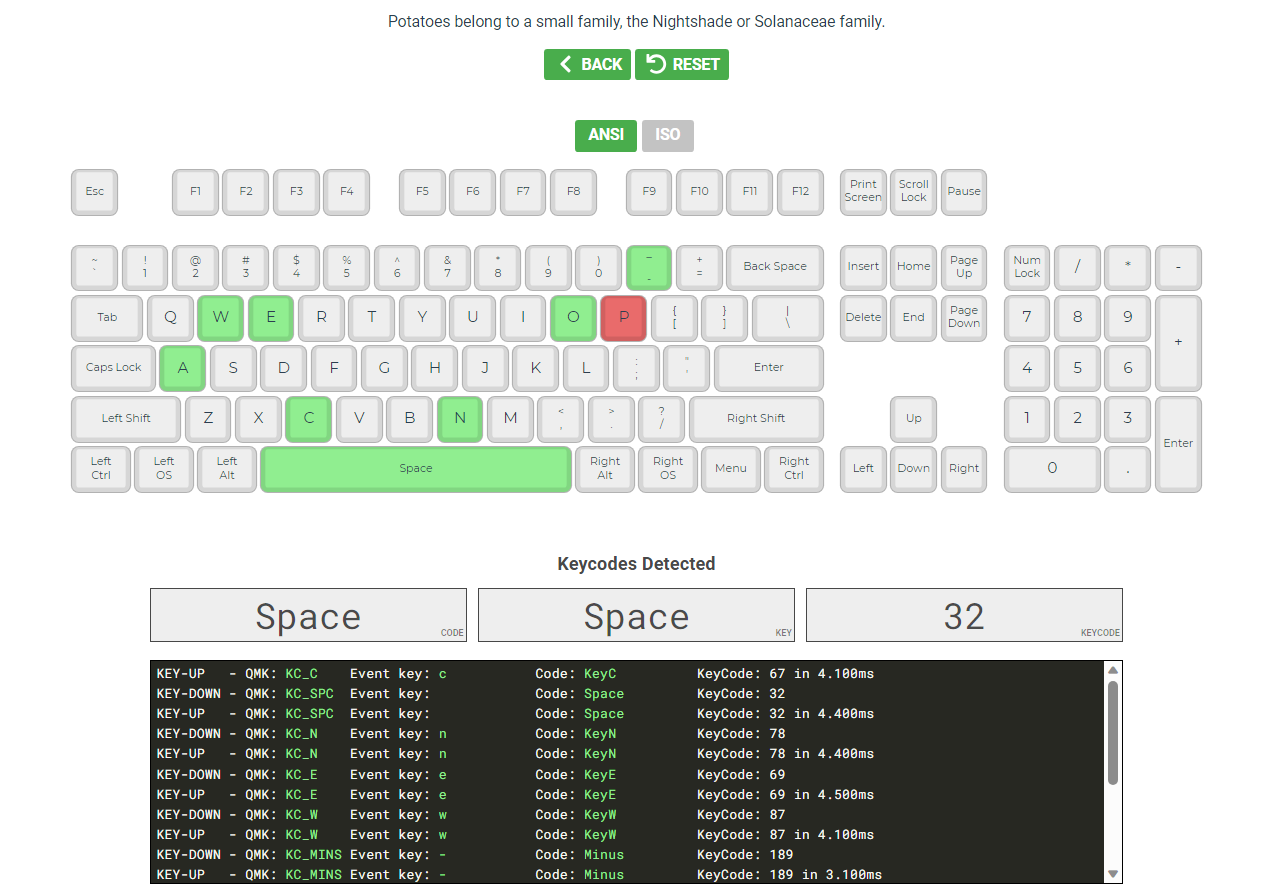 Potatoes belong to a small family, the Nightshade or Solanaceae family.
BACK RESET
ANSI ISO
Esc F1 F2 F3 F4 F5 F6 F7 F8 F9 F10 F11 F12 Print Screen Scroll Lock Pause
~ ` ! 1 @ 2 # 3 $ 4 % 5 ^ 6 & 7 * 8 ( 9 ) 0 _ - + = Back Space Insert Home Page Up Num Lock / * -
Tab Q W E R T Y U I O P { [ } ] | \ Delete End Page Down 7 8 9 +
Caps Lock A S D F G H J K L : ; " ' Enter 4 5 6
Left Shift Z X C V B N M < , > . ? / Right Shift Up 1 2 3 Enter
Left Ctrl Left OS Left Alt Space Right Alt Right OS Menu Right Ctrl Left Down Right 0 .
Keycodes Detected
Space CODE Space KEY 32 KEYCODE
KEY-UP - QMK: KC_C Event key: c Code: KeyC KeyCode: 67 in 4.100ms
KEY-DOWN - QMK: KC_SPC Event key: Code: Space KeyCode: 32
KEY-UP - QMK: KC_SPC Event key: Code: Space KeyCode: 32 in 4.400ms
KEY-DOWN - QMK: KC_N Event key: n Code: KeyN KeyCode: 78
KEY-UP - QMK: KC_N Event key: n Code: KeyN KeyCode: 78 in 4.400ms
KEY-DOWN - QMK: KC_E Event key: e Code: KeyE KeyCode: 69
KEY-UP - QMK: KC_E Event key: e Code: KeyE KeyCode: 69 in 4.500ms
KEY-DOWN - QMK: KC_W Event key: w Code: KeyW KeyCode: 87
KEY-UP - QMK: KC_W Event key: w Code: KeyW KeyCode: 87 in 4.100ms
KEY-DOWN - QMK: KC_MINS Event key: - Code: Minus KeyCode: 189
KEY-UP - QMK: KC_MINS Event key: - Code: Minus KeyCode: 189 in 3.100ms